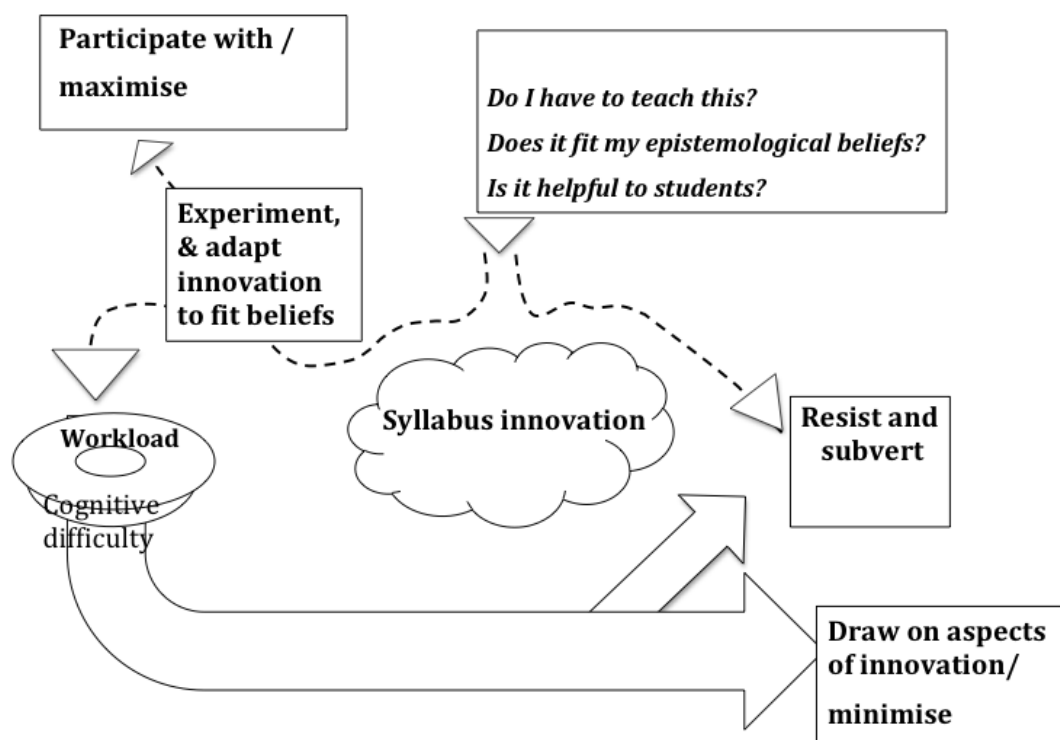 Participate with /
maximise
Do I have to teach this?
Does it fit my epistemological beliefs?
Is it helpful to students?
Experiment,
& adapt
innovation
to fit beliefs
Syllabus innovation
Resist and
subvert
Workload
Cognitive
difficulty
Draw on aspects
of innovation/
minimise